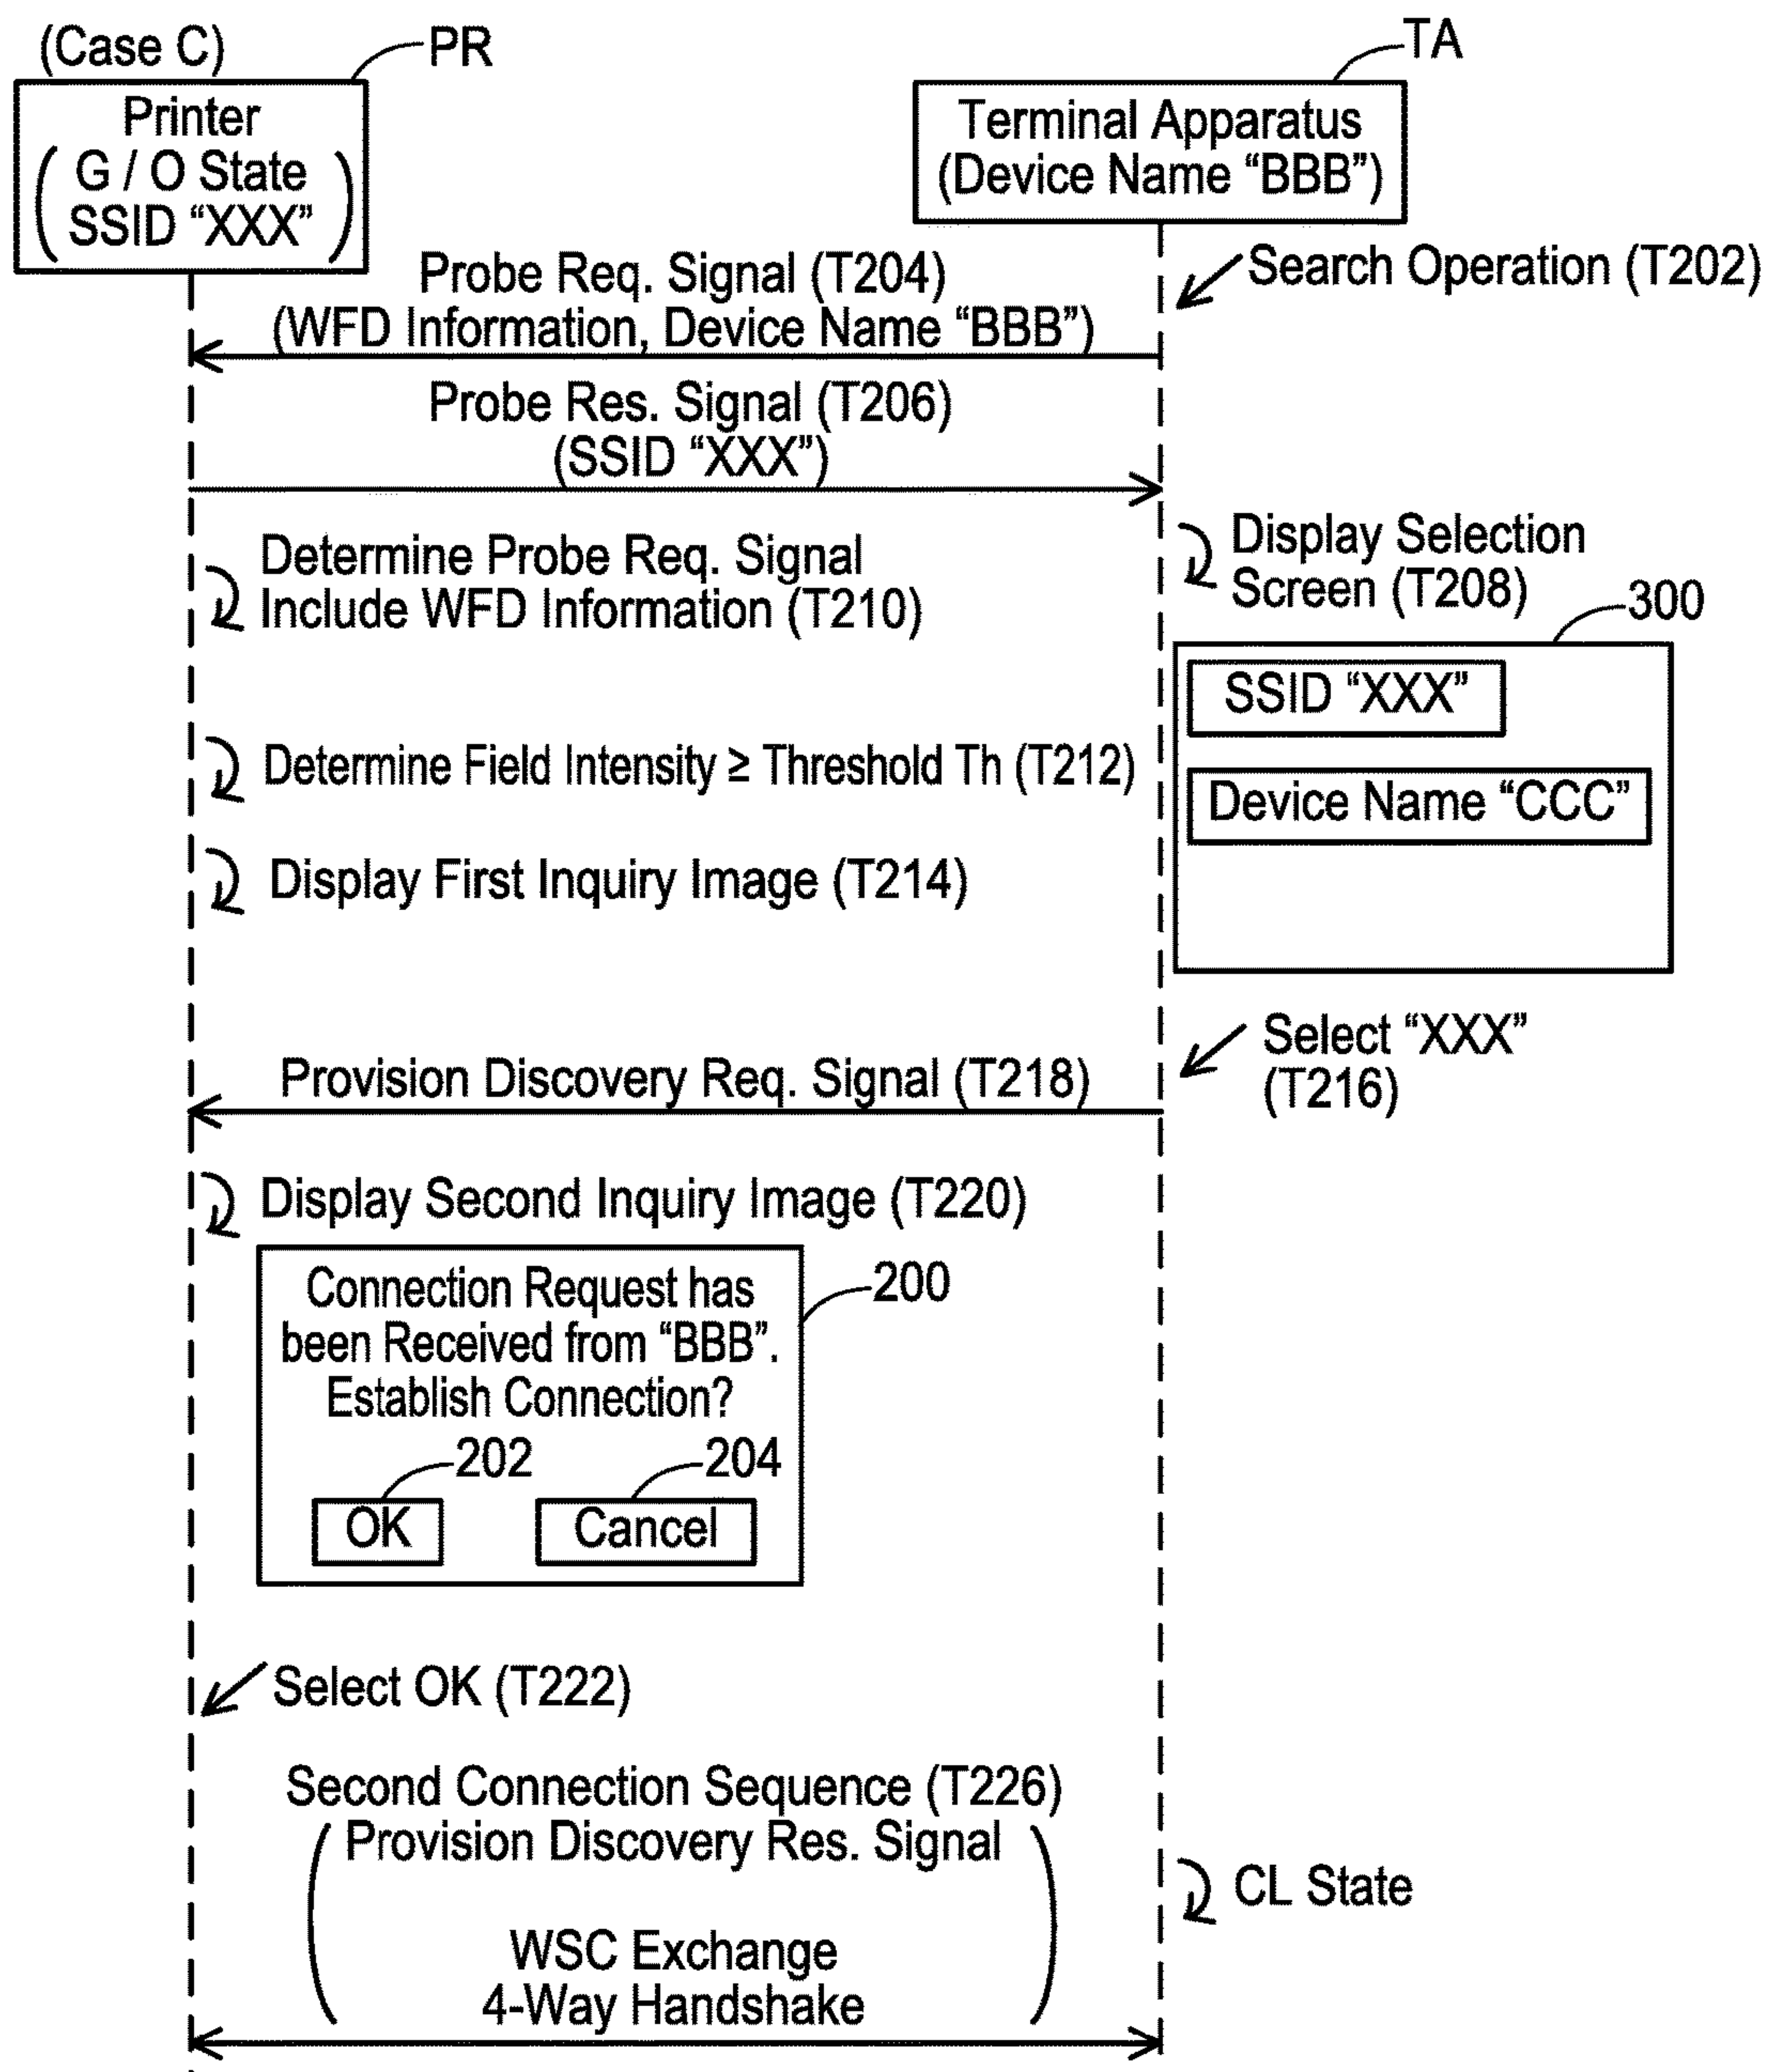 (Case C)
PR
TA
Printer
G / O State
SSID “XXX”
Terminal Apparatus
(Device Name “BBB”)
Search Operation (T202)
Probe Req. Signal (T204)
(WFD Information, Device Name “BBB”)
Probe Res. Signal (T206)
(SSID “XXX”)
Display Selection
Screen (T208)
Determine Probe Req. Signal
Include WFD Information (T210)
300
SSID “XXX”
Device Name “CCC”
Determine Field Intensity ≥ Threshold Th (T212)
Display First Inquiry Image (T214)
Select “XXX”
(T216)
Provision Discovery Req. Signal (T218)
Display Second Inquiry Image (T220)
200
Connection Request has
been Received from “BBB”.
Establish Connection?
202
204
OK
Cancel
Select OK (T222)
Second Connection Sequence (T226)
Provision Discovery Res. Signal
WSC Exchange
4-Way Handshake
CL State